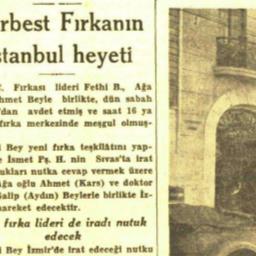 rbest Fırkanın
stanbul heyeti
. Fırkası lideri Fethi B., Ağa
hmet Beyle birlikte, dün sabah
'dan avdet etmiş ve saat 16 ya
fırka merkezinde meşgul olmuş-
i Bey yeni fırka teşkilâtını yap-
e İsmet Pş. H. nin Sıvas'ta irat
ukları nutka cevap vermek üzere
ğa oğlu Ahmet (Kars) ve doktor
Galip (Aydın) Beylerle birlikte İz-
hareket edecektir.
fırka lideri de iradı nutuk
edecek
i Bey İzmir'de irat edeceği nutku